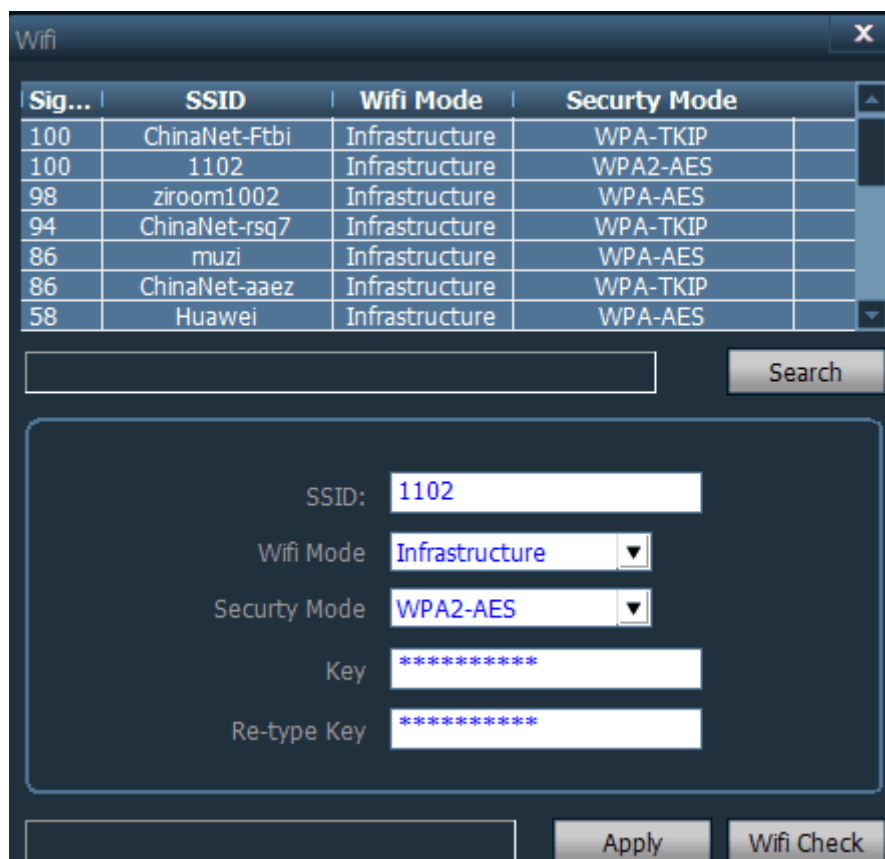 Wifi
x
Sig... SSID Wifi Mode Securty Mode
100 ChinaNet-Ftbi Infrastructure WPA-TKIP
100 1102 Infrastructure WPA2-AES
98 ziroom1002 Infrastructure WPA-AES
94 ChinaNet-rsq7 Infrastructure WPA-TKIP
86 muzi Infrastructure WPA-AES
86 ChinaNet-aaez Infrastructure WPA-TKIP
58 Huawei Infrastructure WPA-AES
Search
SSID: 1102
Wifi Mode Infrastructure
Securty Mode WPA2-AES
Key **********
Re-type Key **********
Apply Wifi Check